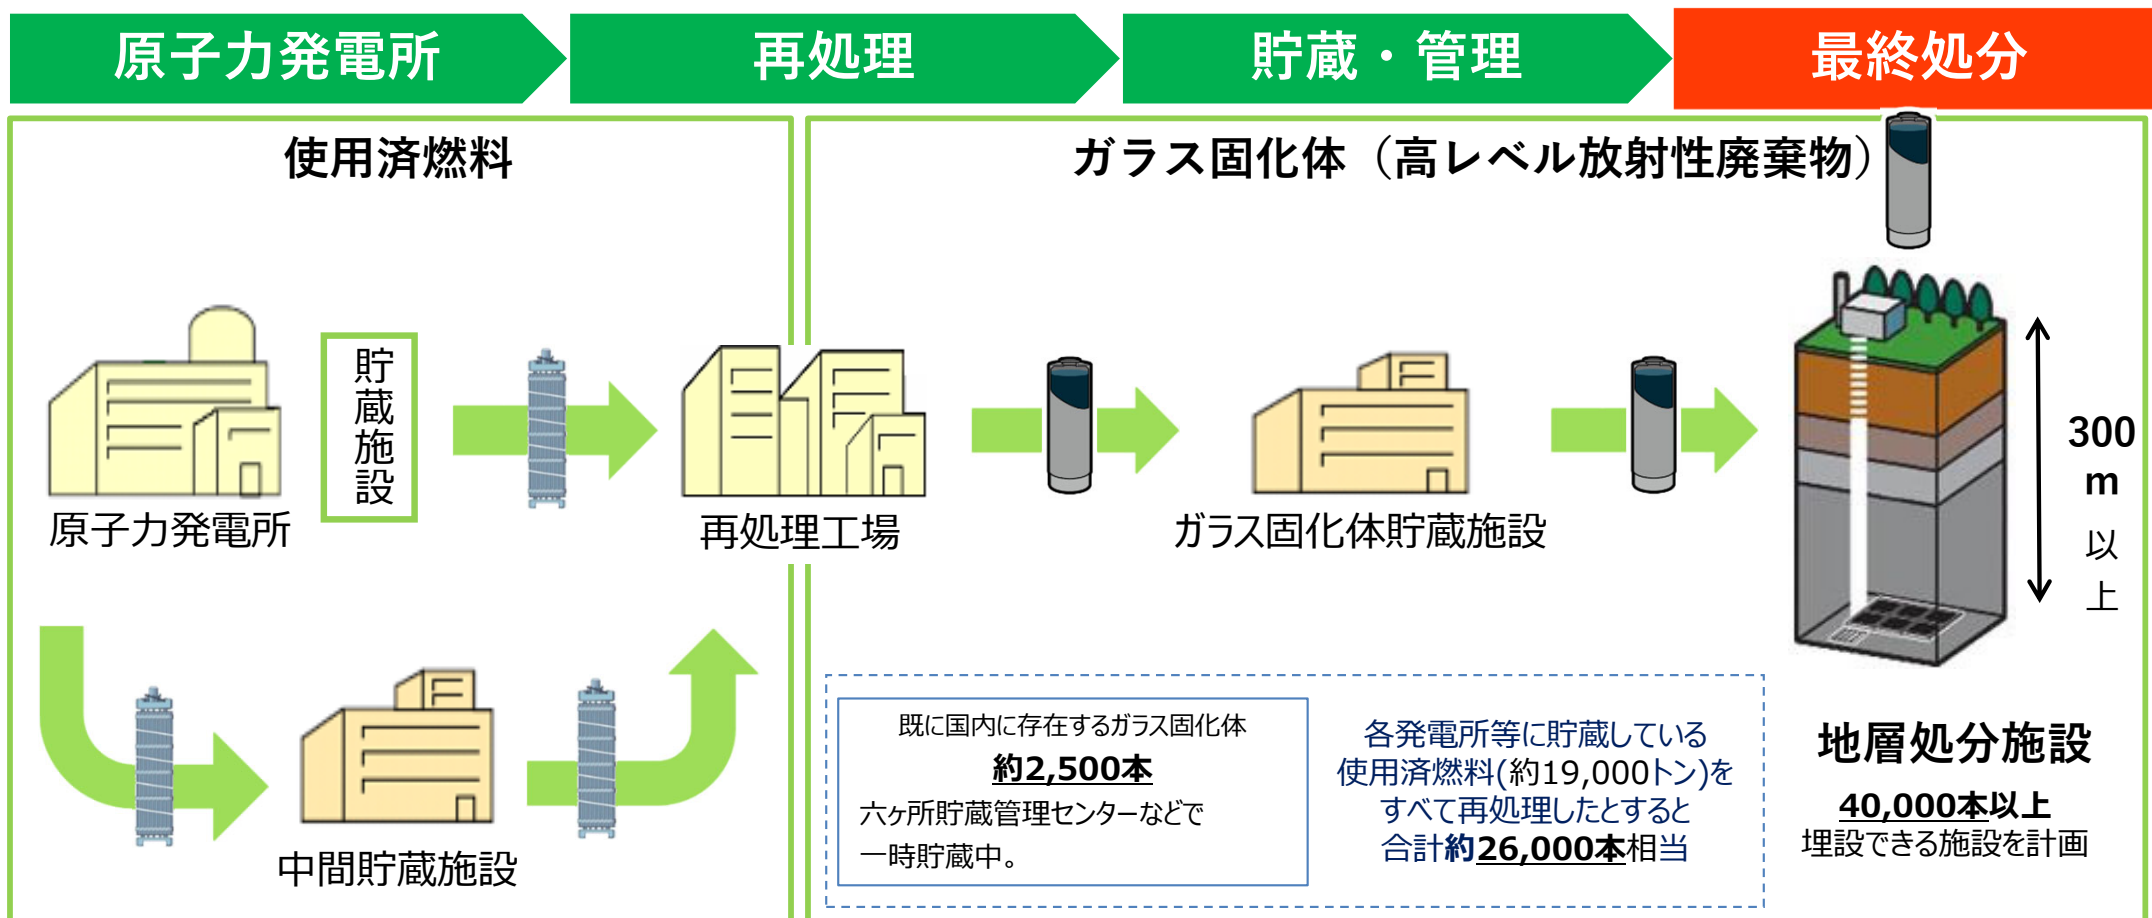 原子力発電所
再処理
貯蔵・管理
最終処分
使用済燃料
ガラス固化体（高レベル放射性廃棄物）
原子力発電所
貯蔵施設
再処理工場
ガラス固化体貯蔵施設
300
m
以
上
中間貯蔵施設
既に国内に存在するガラス固化体
約2,500本
六ヶ所貯蔵管理センターなどで
一時貯蔵中。
各発電所等に貯蔵している
使用済燃料(約19,000トン)を
すべて再処理したとすると
合計約26,000本相当
地層処分施設
40,000本以上
埋設できる施設を計画